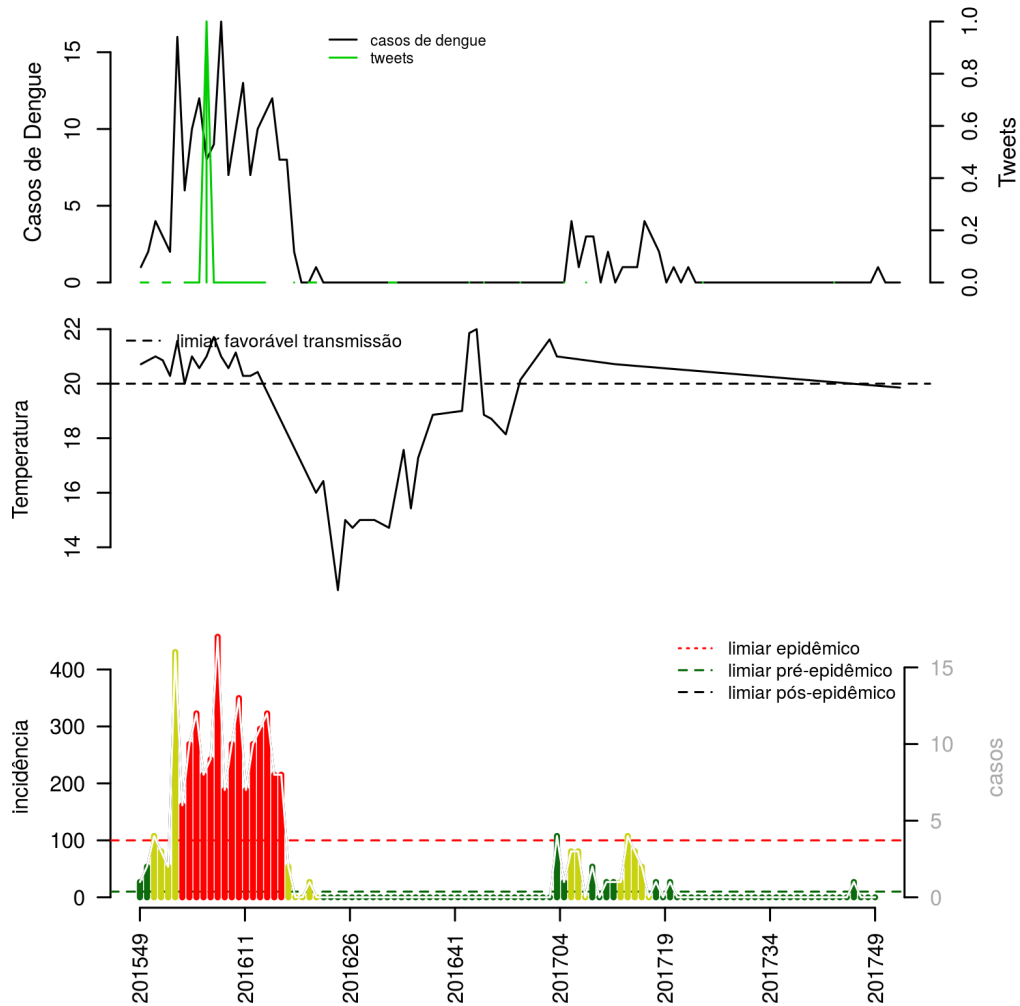 casos de dengue
tweets
Casos de Dengue
0
5
10
15
Tweets
0.0
0.2
0.4
0.6
0.8
1.0
limiar favorável transmissão
Temperatura
14
16
18
20
22
limiar epidêmico
limiar pré-epidêmico
limiar pós-epidêmico
incidência
0
100
200
300
400
casos
0
5
10
15
201549
201611
201626
201641
201704
201719
201734
201749